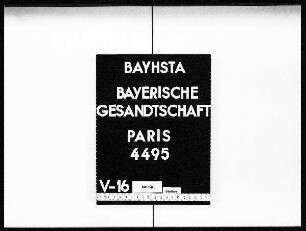 BAYHSTA
BAYERISCHE
GESANDTSCHAFT
PARIS
4495
V-16